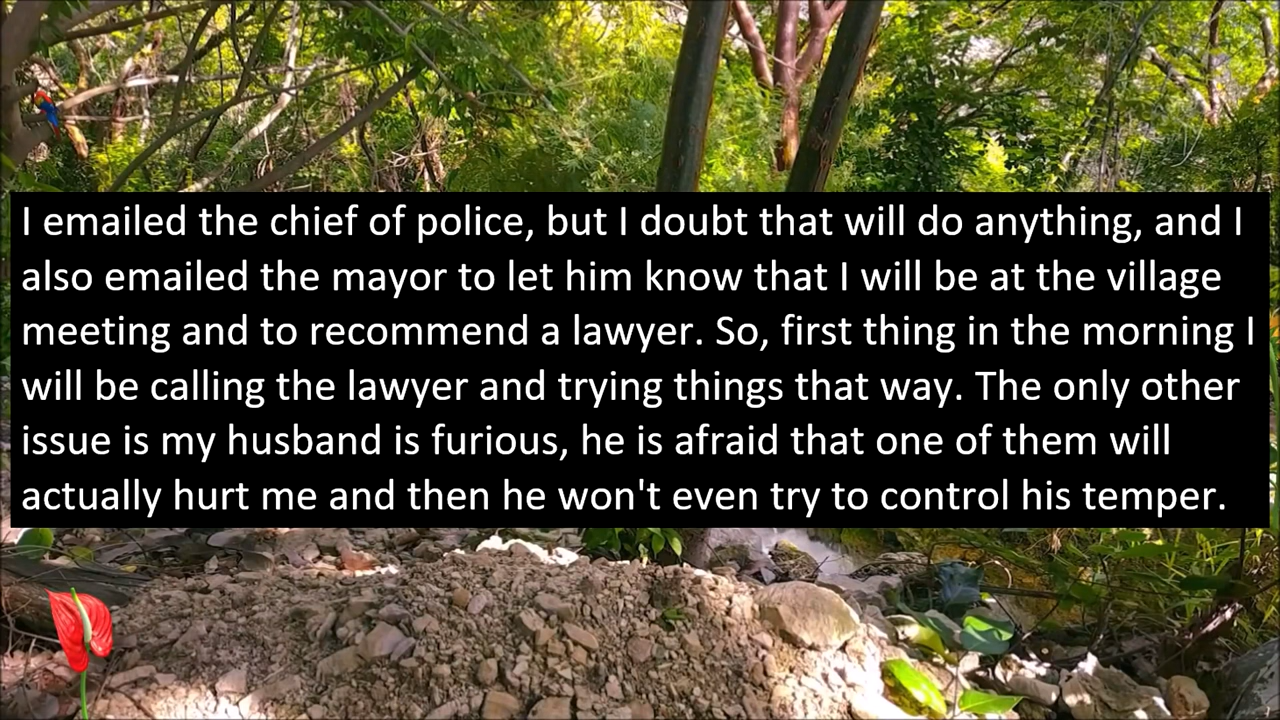 I emailed the chief of police, but I doubt that will do anything, and I
also emailed the mayor to let him know that I will be at the village
meeting and to recommend a lawyer. So, first thing in the morning I
will be calling the lawyer and trying things that way. The only other
issue is my husband is furious, he is afraid that one of them will
actually hurt me and then he won't even try to control his temper.